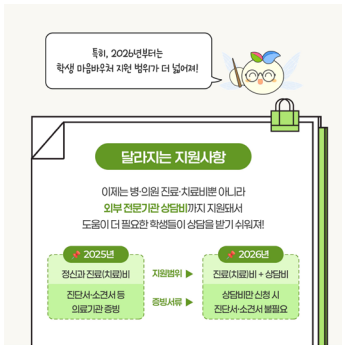 특히, 2026년부터는
학생 마음바우처 지원 범위가 더 넓어져!
달라지는 지원사항
이제는 병·의원 진료·치료비뿐 아니라
외부 전문기관 상담비까지 지원돼서
도움이 더 필요한 학생들이 상담을 받기 쉬워져!
2025년
2026년
정신과 진료(치료)비
지원범위 ▶
진료(치료)비 + 상담비
진단서·소견서 등
의료기관 증빙
증빙서류 ▶
상담비만 신청 시
진단서·소견서 불필요